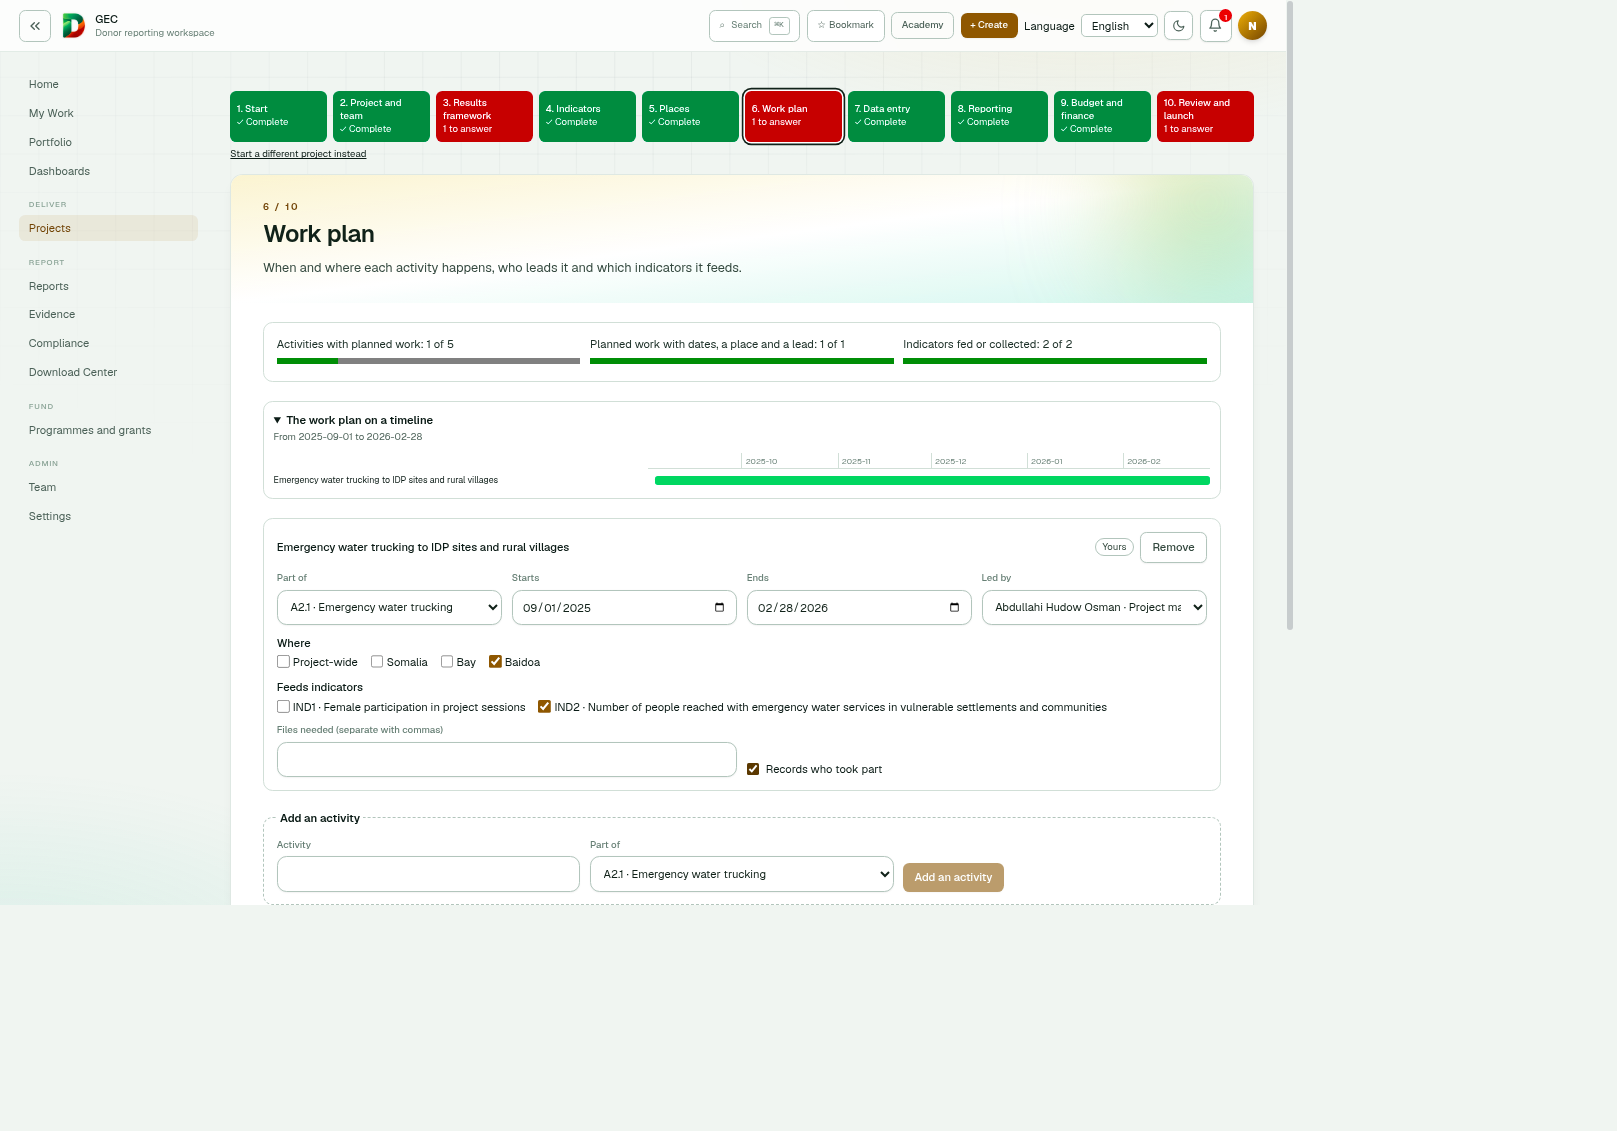 GEC
Donor reporting workspace
Search ⌘K
☆ Bookmark
Academy
+ Create
Language
English
1
N
Home
My Work
Portfolio
Dashboards
DELIVER
Projects
REPORT
Reports
Evidence
Compliance
Download Center
FUND
Programmes and grants
ADMIN
Team
Settings
1. Start
✓ Complete
2. Project and team
✓ Complete
3. Results framework
1 to answer
4. Indicators
✓ Complete
5. Places
✓ Complete
6. Work plan
1 to answer
7. Data entry
✓ Complete
8. Reporting
✓ Complete
9. Budget and finance
✓ Complete
10. Review and launch
1 to answer
Start a different project instead
6 / 10
Work plan
When and where each activity happens, who leads it and which indicators it feeds.
Activities with planned work: 1 of 5
Planned work with dates, a place and a lead: 1 of 1
Indicators fed or collected: 2 of 2
▼ The work plan on a timeline
From 2025-09-01 to 2026-02-28
2025-10 2025-11 2025-12 2026-01 2026-02
Emergency water trucking to IDP sites and rural villages
Emergency water trucking to IDP sites and rural villages
Yours
Remove
Part of
A2.1 · Emergency water trucking
Starts
09/01/2025
Ends
02/28/2026
Led by
Abdullahi Hudow Osman · Project ma
Where
Project-wide Somalia Bay Baidoa
Feeds indicators
IND1 · Female participation in project sessions
IND2 · Number of people reached with emergency water services in vulnerable settlements and communities
Files needed (separate with commas)
Records who took part
Add an activity
Activity
Part of
A2.1 · Emergency water trucking
Add an activity